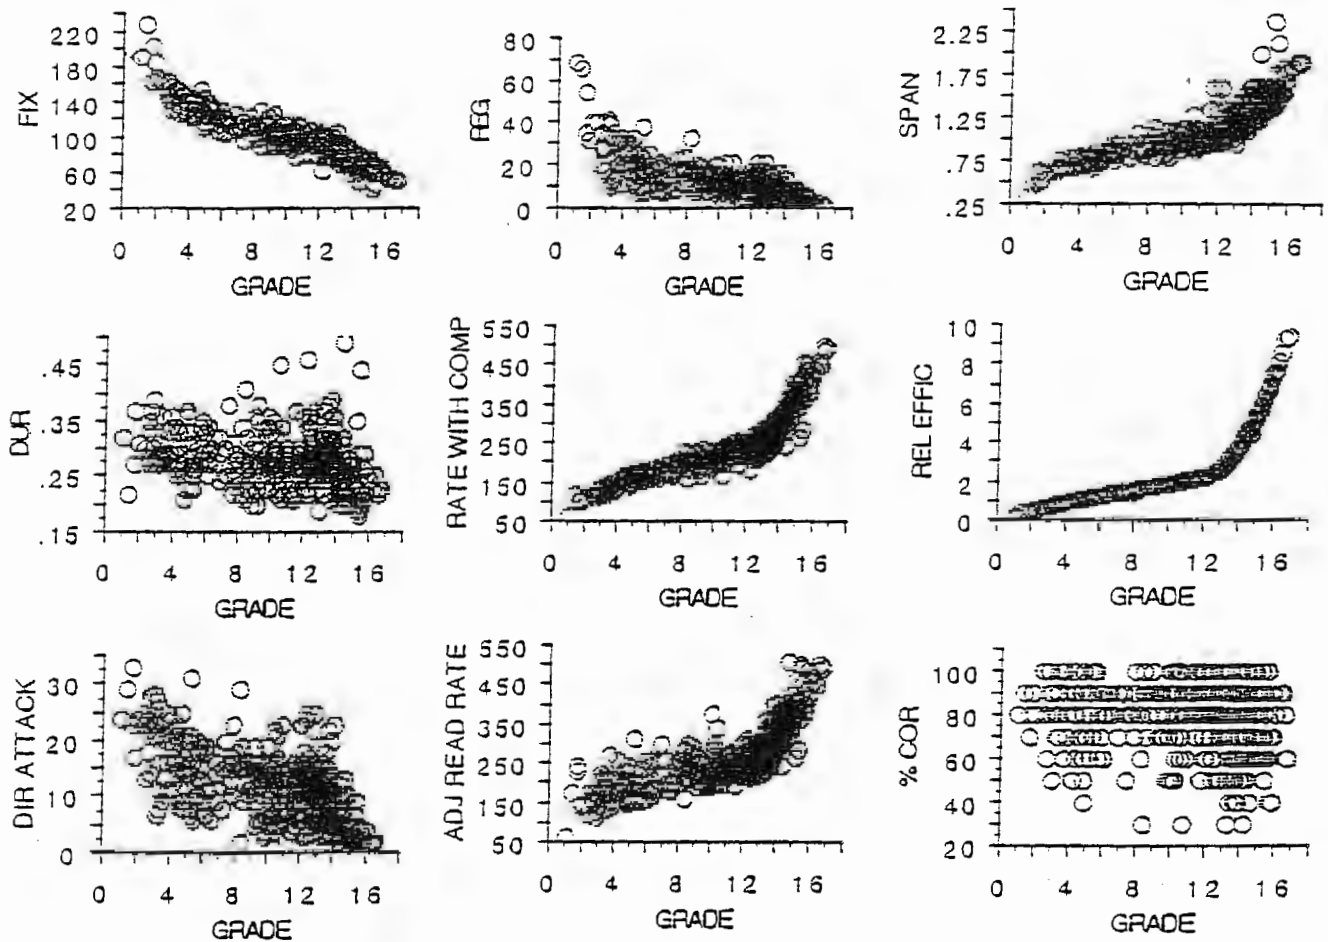 FIX
220
180
140
100
60
20
0 4 8 12 16
GRADE
REG
80
60
40
20
0
0 4 8 12 16
GRADE
SPAN
2.25
1.75
1.25
.75
.25
0 4 8 12 16
GRADE
DUR
.45
.35
.25
.15
0 4 8 12 16
GRADE
RATE WITH COMP
550
450
350
250
150
50
0 4 8 12 16
GRADE
REL EFFIC
10
8
6
4
2
0
0 4 8 12 16
GRADE
DIR ATTACK
30
20
10
0
0 4 8 12 16
GRADE
ADJ READ RATE
550
450
350
250
150
50
0 4 8 12 16
GRADE
% COR
100
80
60
40
20
0 4 8 12 16
GRADE